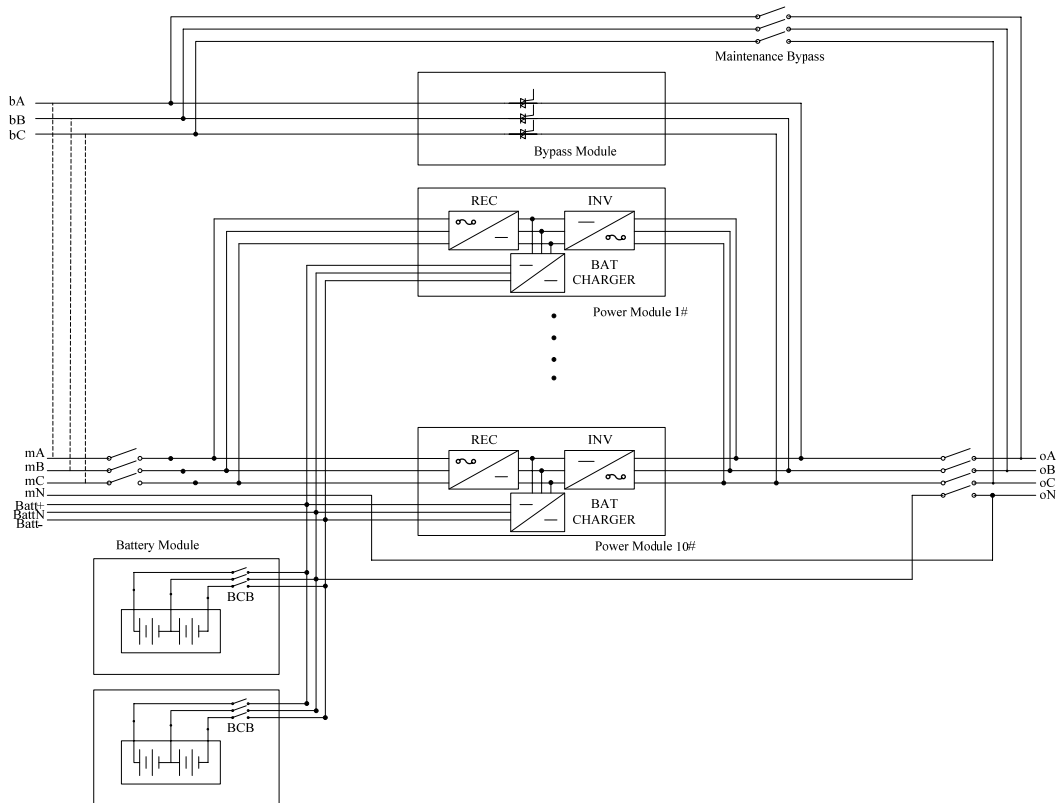 Maintenance Bypass
bA
bB
bC
Bypass Module
REC
INV
BAT
CHARGER
Power Module 1#
mA
mB
mC
mN
Batt+
BattN
Batt-
REC
INV
BAT
CHARGER
Power Module 10#
oA
oB
oC
oN
Battery Module
BCB
BCB